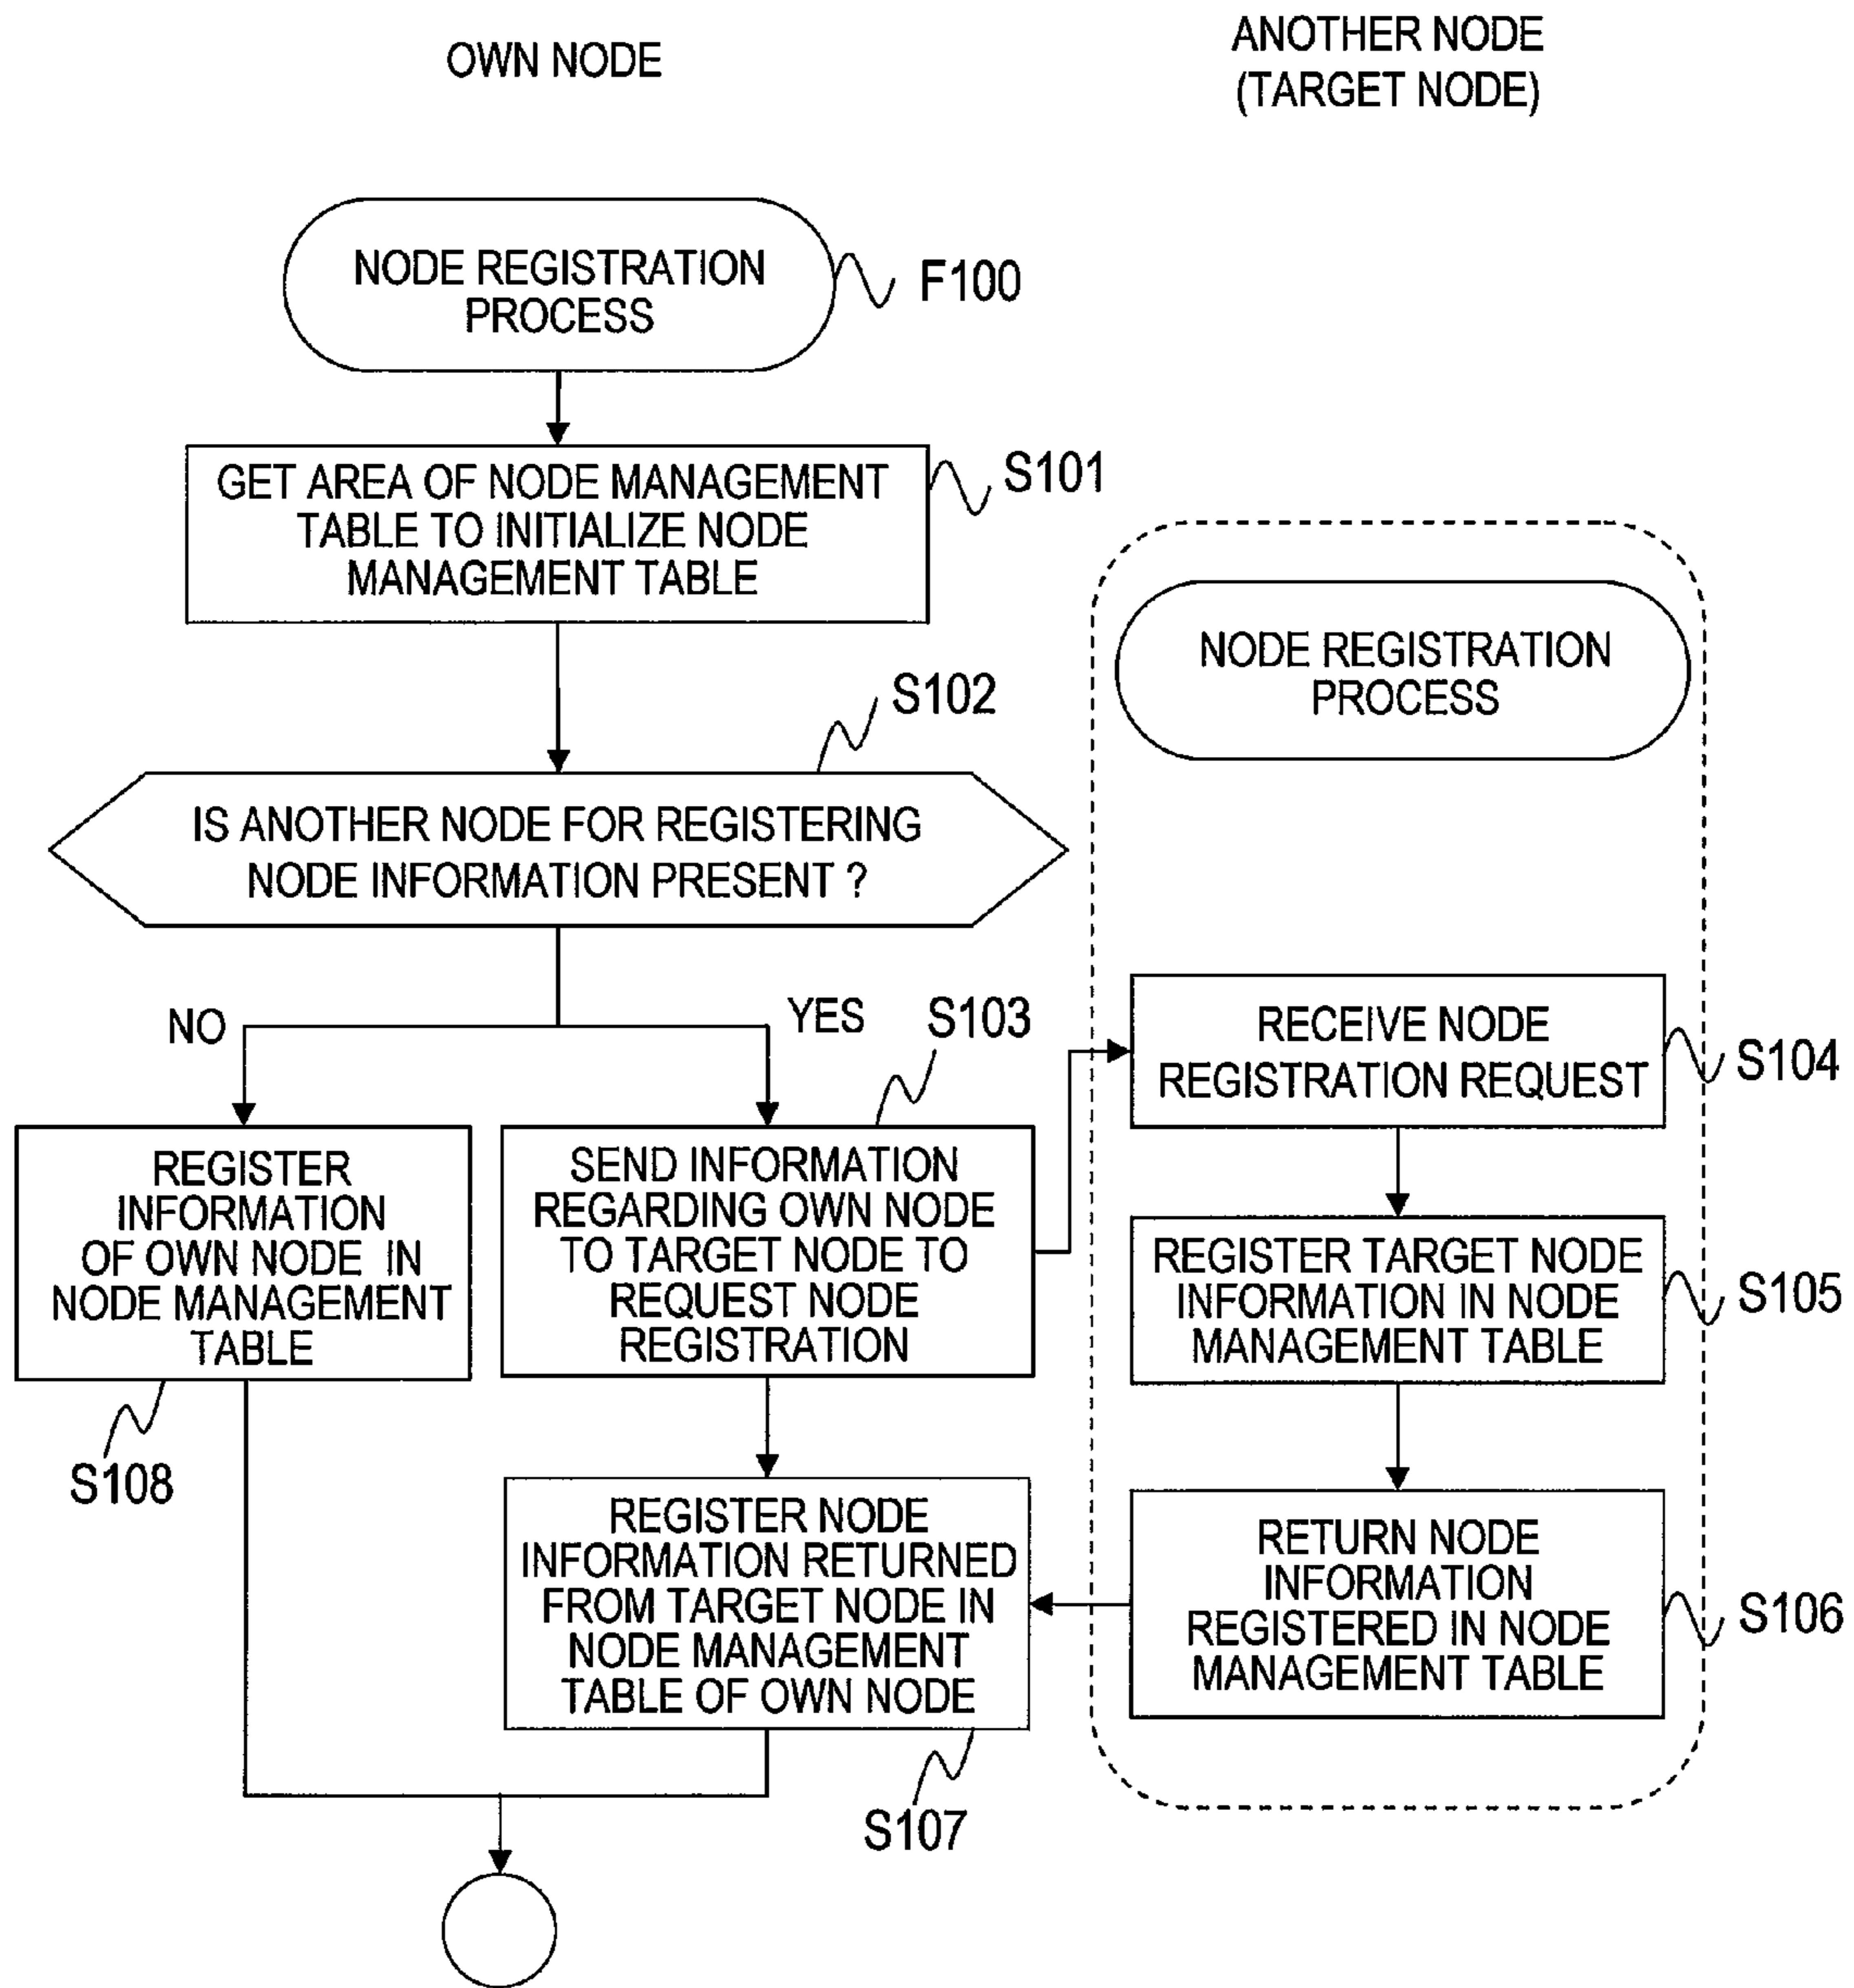 OWN NODE
ANOTHER NODE
(TARGET NODE)
NODE REGISTRATION
PROCESS
F100
GET AREA OF NODE MANAGEMENT
TABLE TO INITIALIZE NODE
MANAGEMENT TABLE
S101
NODE REGISTRATION
PROCESS
S102
IS ANOTHER NODE FOR REGISTERING
NODE INFORMATION PRESENT ?
NO
YES
S103
RECEIVE NODE
REGISTRATION REQUEST
S104
REGISTER
INFORMATION
OF OWN NODE IN
NODE MANAGEMENT
TABLE
S108
SEND INFORMATION
REGARDING OWN NODE
TO TARGET NODE TO
REQUEST NODE
REGISTRATION
REGISTER TARGET NODE
INFORMATION IN NODE
MANAGEMENT TABLE
S105
REGISTER NODE
INFORMATION RETURNED
FROM TARGET NODE IN
NODE MANAGEMENT
TABLE OF OWN NODE
S107
RETURN NODE
INFORMATION
REGISTERED IN NODE
MANAGEMENT TABLE
S106